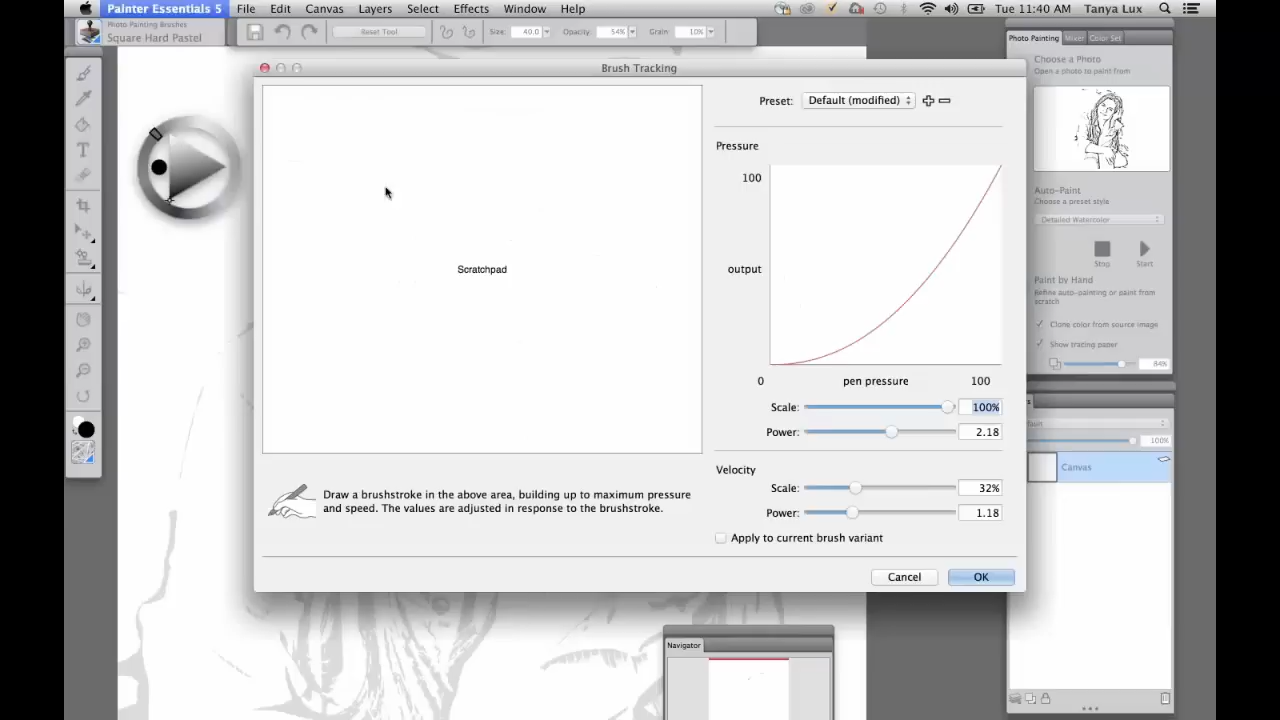 Painter Essentials 5 File Edit Canvas Layers Select Effects Window Help Tue 11:40 AM Tanya Lux
Photo Painting Brushes
Square Hard Pastel
Reset Tool Size: 40.0 Opacity: 54% Grain: 10%
Brush Tracking
Scratchpad
Draw a brushstroke in the above area, building up to maximum pressure
and speed. The values are adjusted in response to the brushstroke.
Preset: Default (modified)
Pressure
100
output
0 pen pressure 100
Scale: 100%
Power: 2.18
Velocity
Scale: 32%
Power: 1.18
Apply to current brush variant
Cancel OK
Photo Painting Mixer Color Set
Choose a Photo
Open a photo to paint from
Auto-Paint
Choose a preset style
Detailed Watercolor
Stop Start
Paint by Hand
Refine auto-painting or paint from
scratch
Clone color from source image
Show tracing paper
84%
100%
Canvas
Navigator